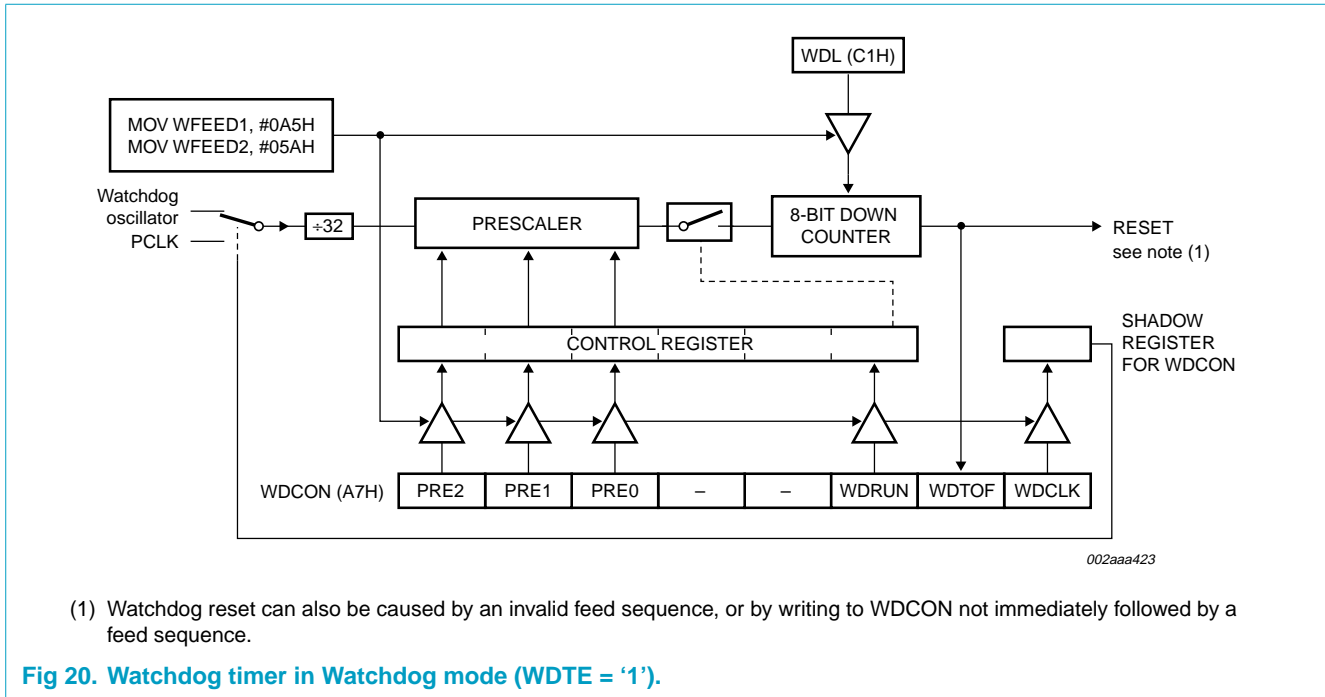 WDL (C1H)
MOV WFEED1, #0A5H
MOV WFEED2, #05AH
Watchdog
oscillator
PCLK
÷32
PRESCALER
8-BIT DOWN
COUNTER
RESET
see note (1)
CONTROL REGISTER
SHADOW
REGISTER
FOR WDCON
WDCON (A7H)
PRE2
PRE1
PRE0
–
–
WDRUN
WDTOF
WDCLK
002aaa423
(1) Watchdog reset can also be caused by an invalid feed sequence, or by writing to WDCON not immediately followed by a
feed sequence.
Fig 20. Watchdog timer in Watchdog mode (WDTE = ‘1’).